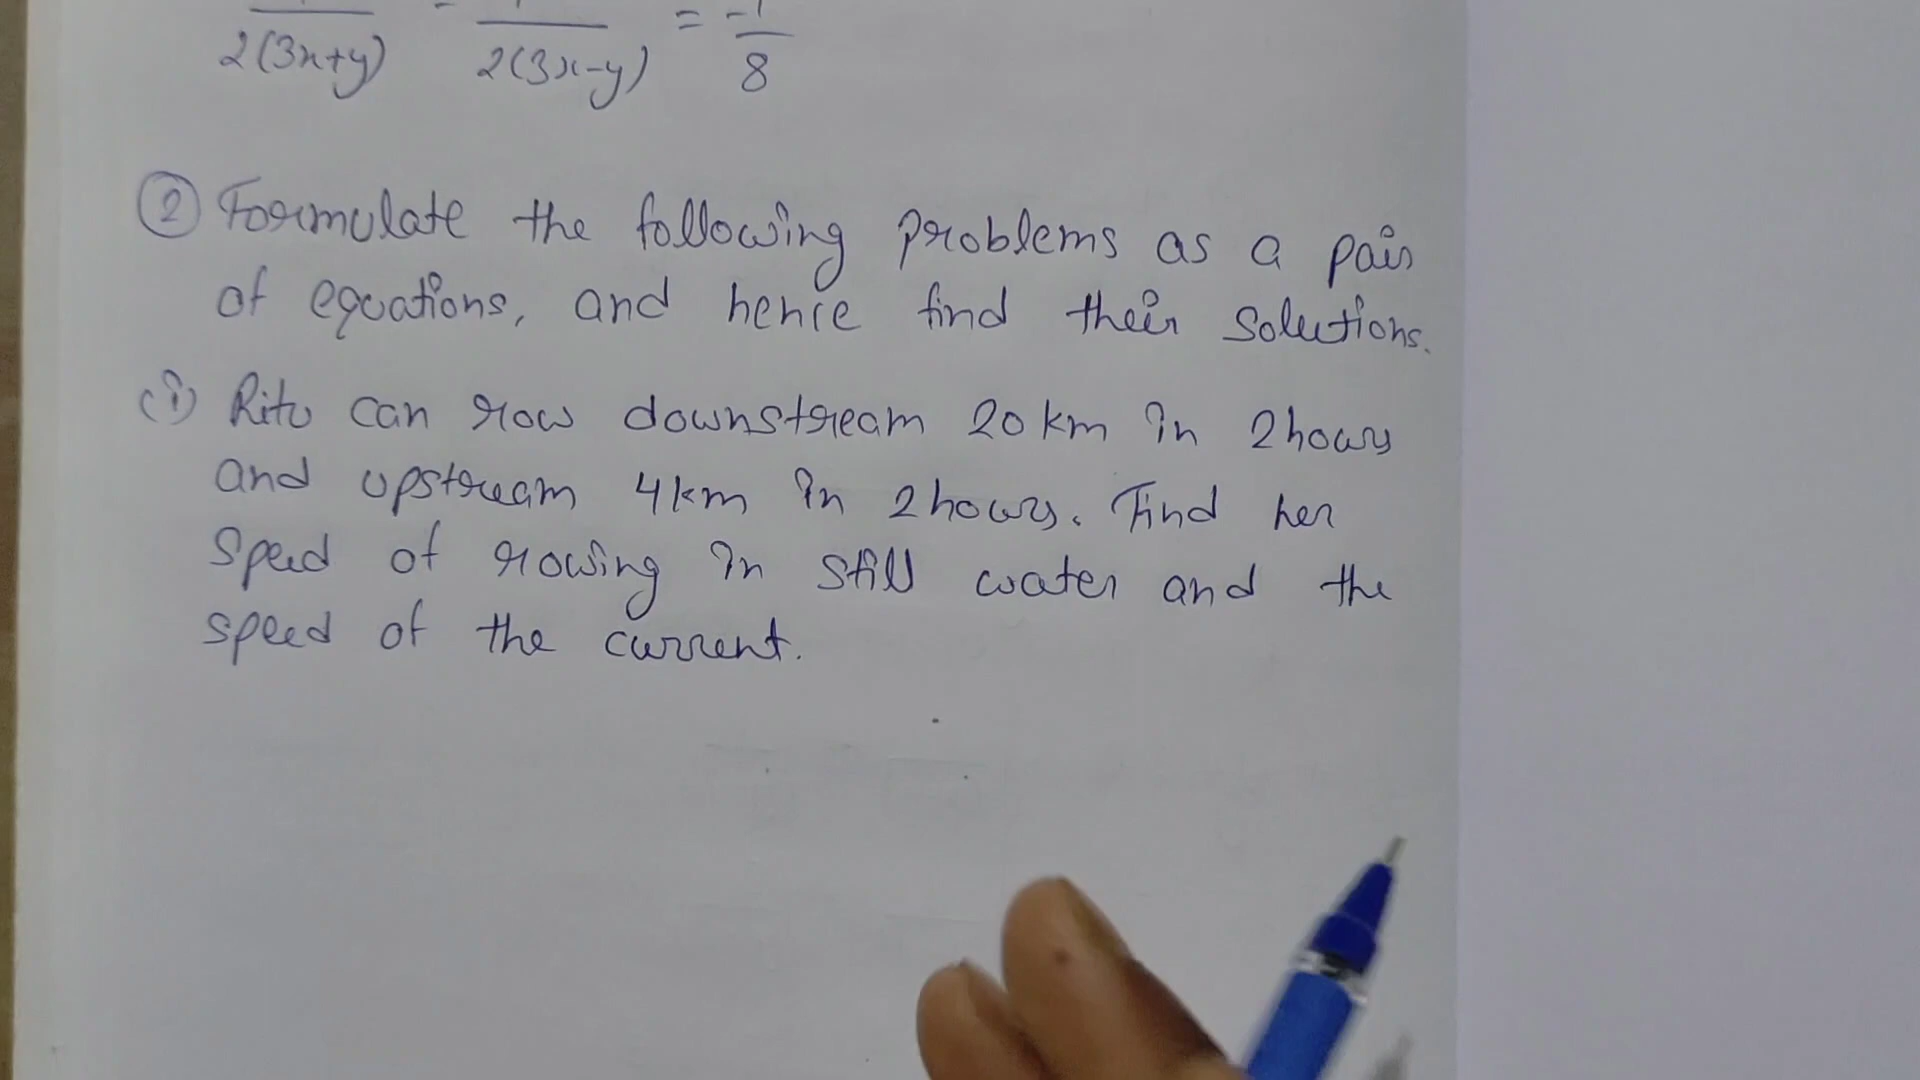 2(3x+y) - 2(3x-y) = -1/8
② Formulate the following problems as a pair
of equations, and hence find their solutions.
(i) Ritu can row downstream 20 km in 2 hours
and upstream 4 km in 2 hours. Find her
speed of rowing in still water and the
speed of the current.